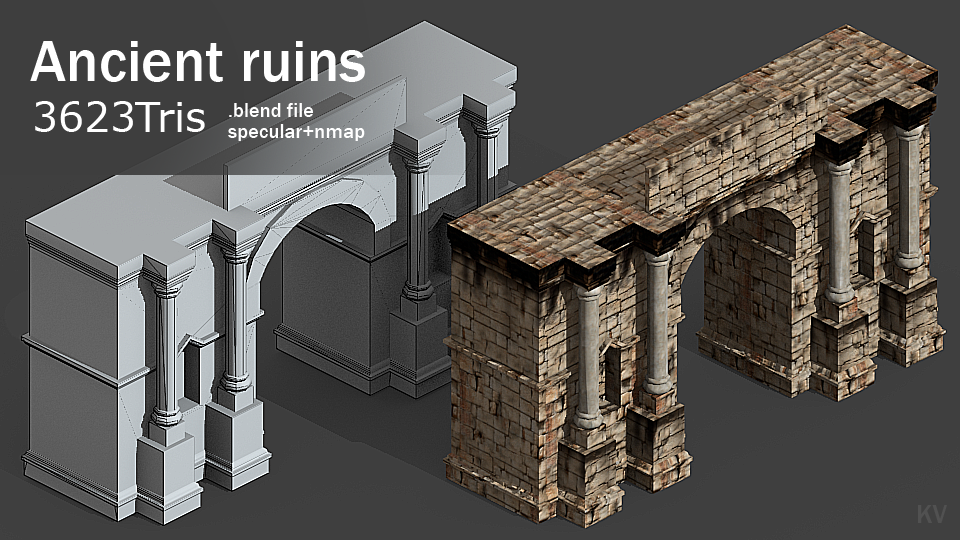 Ancient ruins
3623Tris
.blend file
specular+nmap
KV